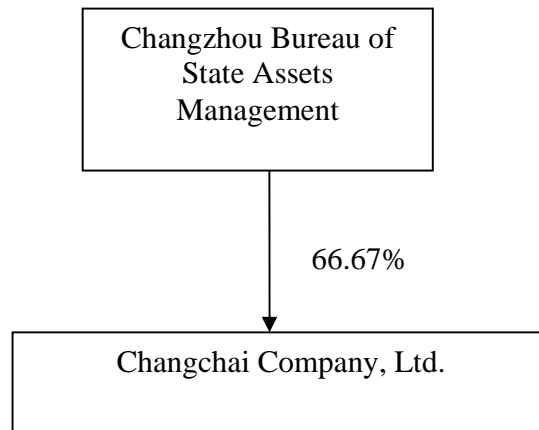 Changzhou Bureau of
State Assets
Management
66.67%
Changchai Company, Ltd.